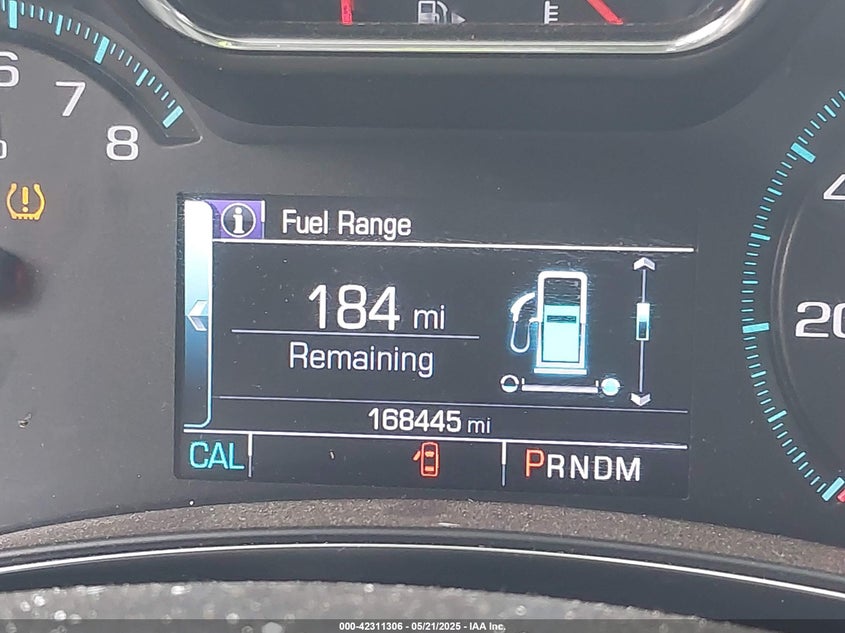 6
7
8
Fuel Range
184 mi
Remaining
168445 mi
CAL
PRNDM
4
20
000-42311306 - 05/21/2025 - IAA Inc.